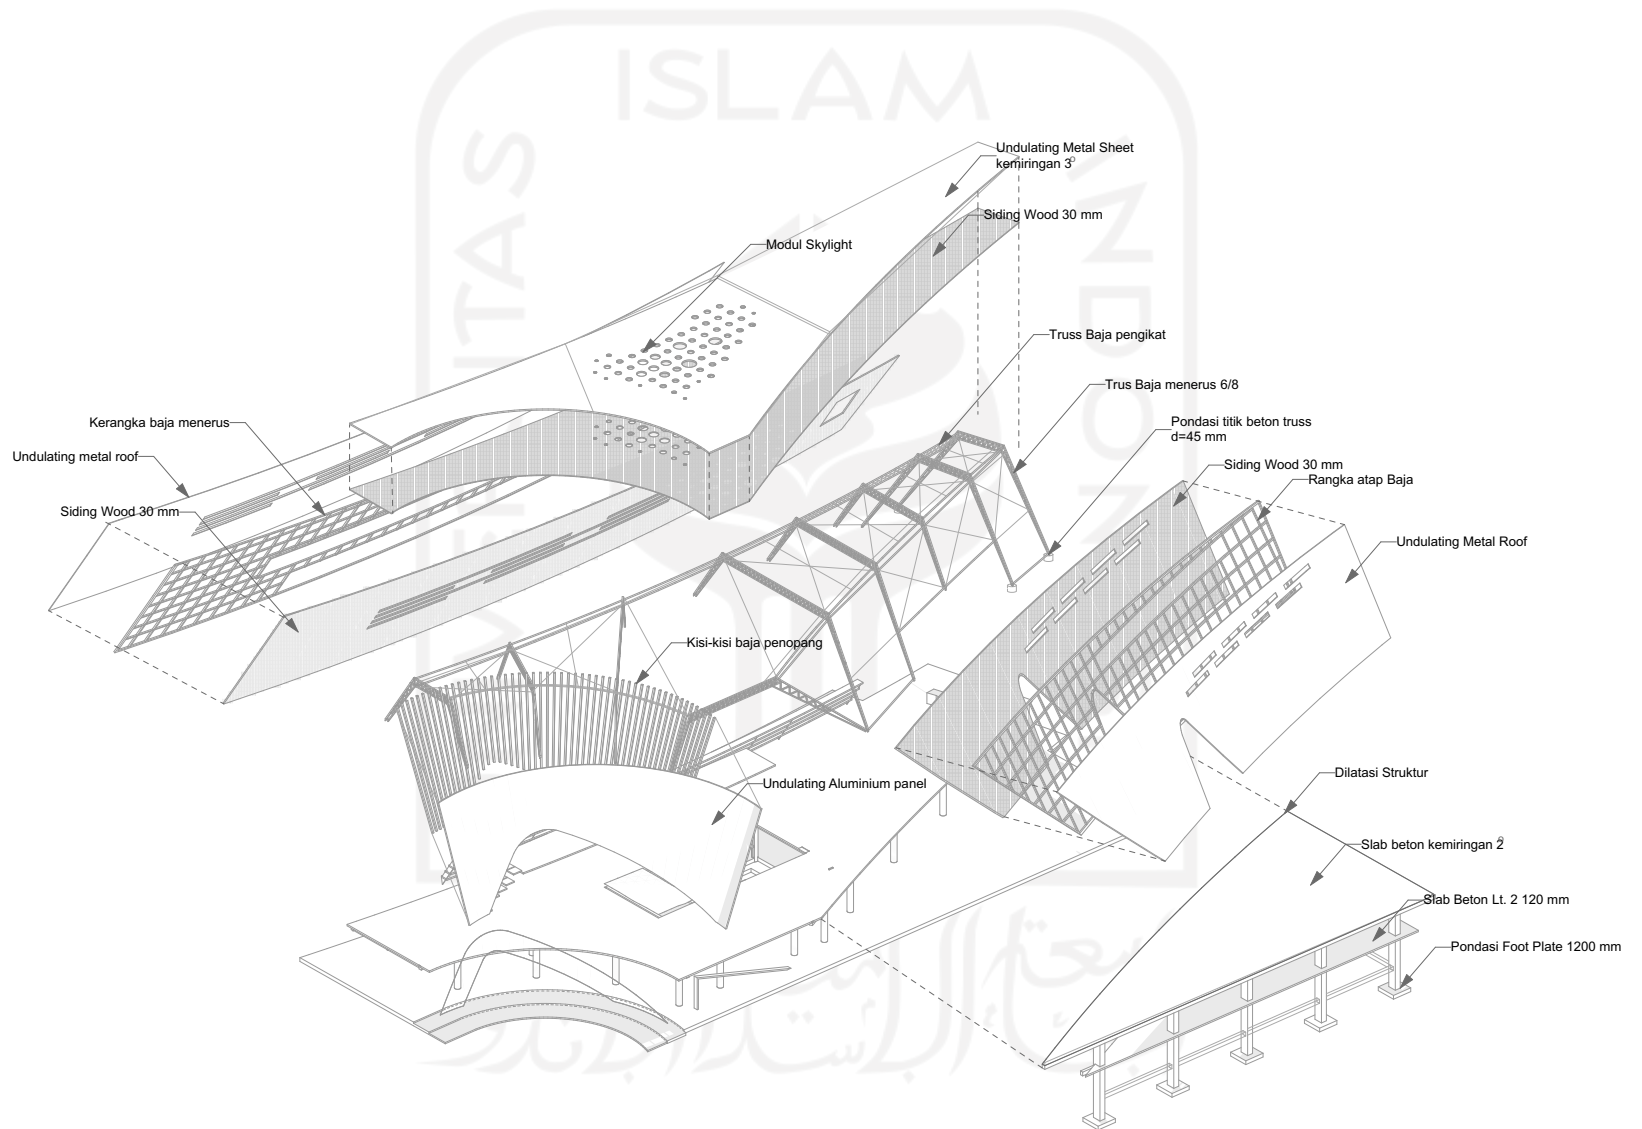 ISLAM
UNIVERSITAS
INDONESIA
Undulating Metal Sheet
kemiringan 3°
Siding Wood 30 mm
Modul Skylight
Truss Baja pengikat
Trus Baja menerus 6/8
Pondasi titik beton truss
d=45 mm
Kerangka baja menerus
Undulating metal roof
Siding Wood 30 mm
Siding Wood 30 mm
Rangka atap Baja
Undulating Metal Roof
Kisi-kisi baja penopang
Undulating Aluminium panel
Dilatasi Struktur
Slab beton kemiringan 2°
Slab Beton Lt. 2 120 mm
Pondasi Foot Plate 1200 mm